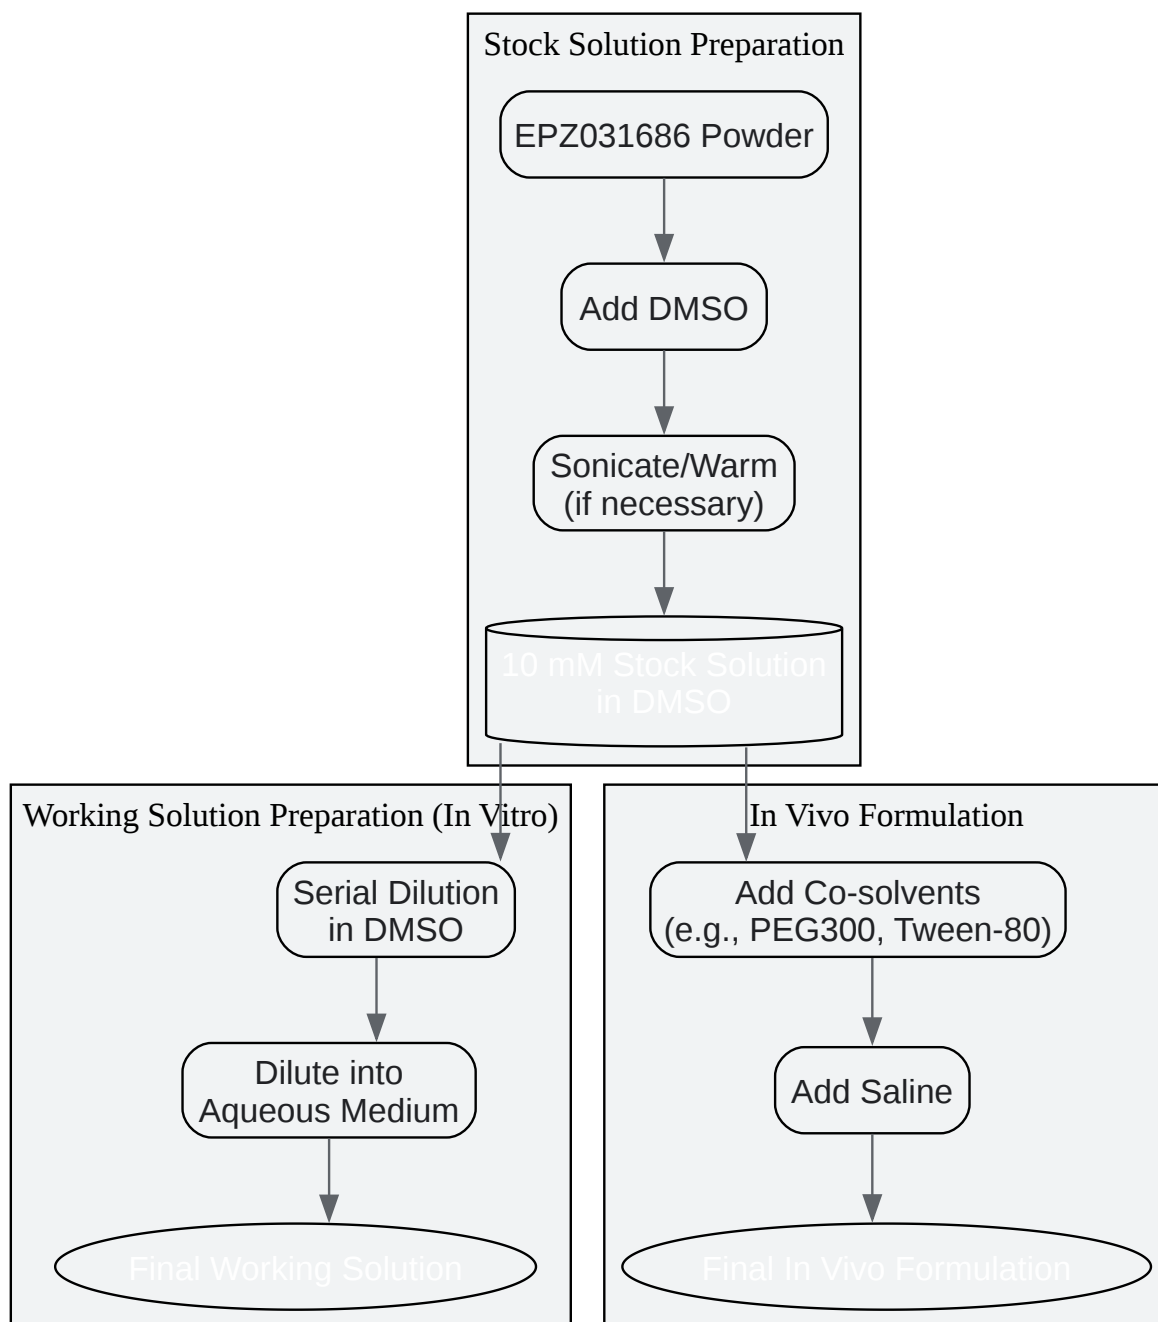 Stock Solution Preparation
EPZ031686 Powder
Add DMSO
Sonicate/Warm
(if necessary)
10 mM Stock Solution
in DMSO
Working Solution Preparation (In Vitro)
Serial Dilution
in DMSO
Dilute into
Aqueous Medium
Final Working Solution
In Vivo Formulation
Add Co-solvents
(e.g., PEG300, Tween-80)
Add Saline
Final In Vivo Formulation